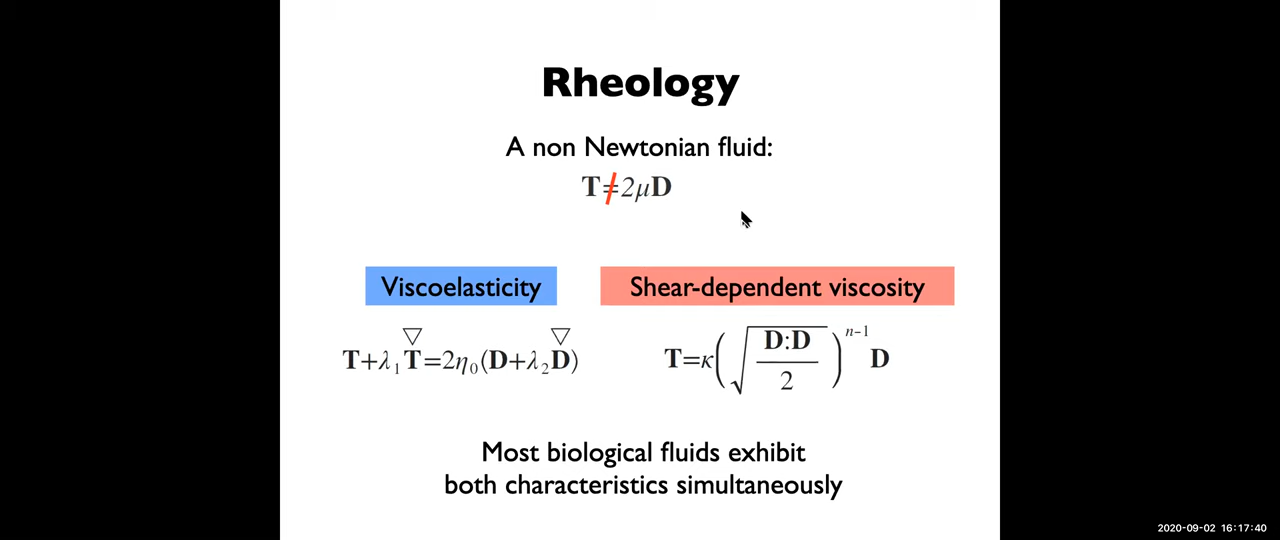 Rheology
A non Newtonian fluid:
T≠2μD
Viscoelasticity
Shear-dependent viscosity
T+λ₁T▽=2η₀(D+λ₂D▽)
T=κ(√(D:D/2))ⁿ⁻¹ D
Most biological fluids exhibit
both characteristics simultaneously
2020-09-02 16:17:40